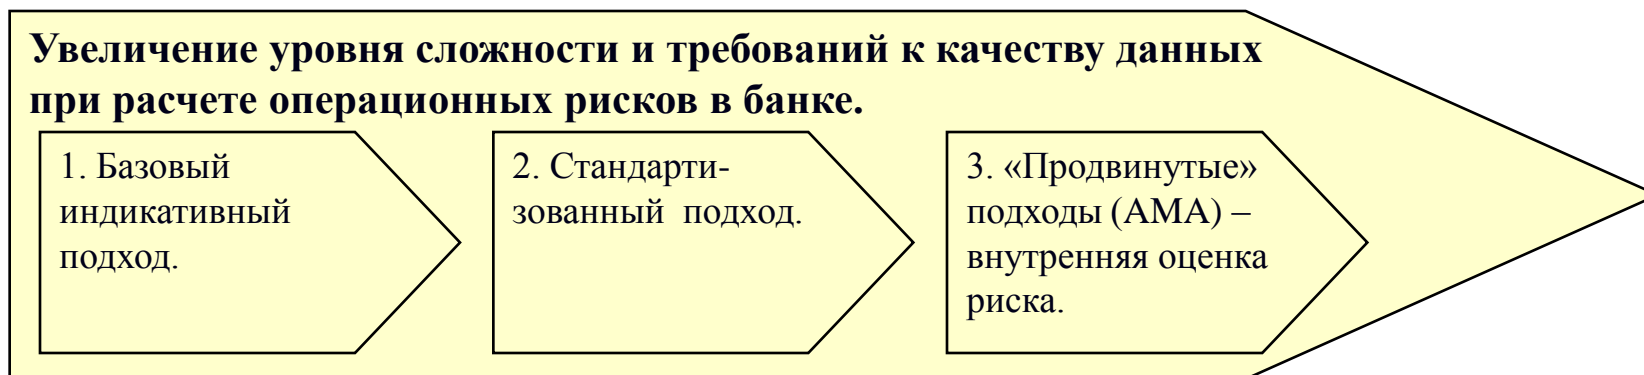 Увеличение уровня сложности и требований к качеству данных
при расчете операционных рисков в банке.
1. Базовый
индикативный
подход.
2. Стандарти-
зованный подход.
3. «Продвинутые»
подходы (АМА) –
внутренняя оценка
риска.